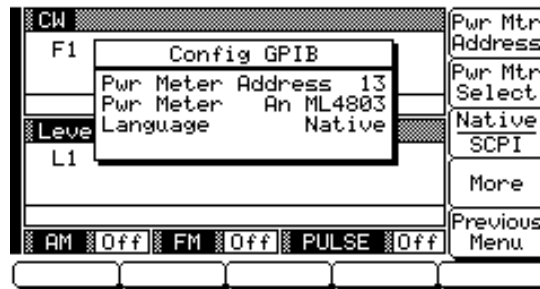 CW
F1
Config GPIB
Pwr Meter Address 13
Pwr Meter An ML4803
Language Native
Leve
L1
AM Off FM Off PULSE Off
Pwr Mtr
Address
Pwr Mtr
Select
Native
SCPI
More
Previous
Menu